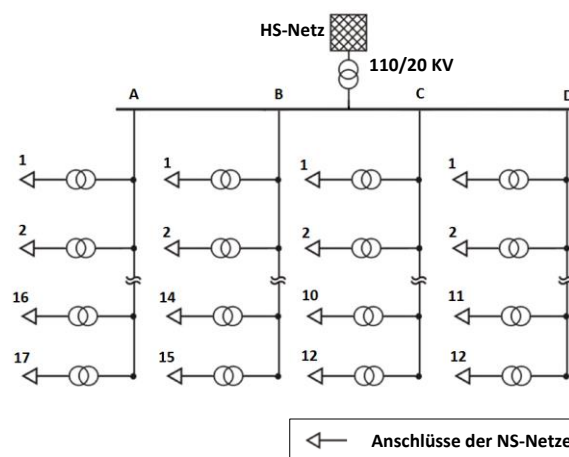 HS-Netz
110/20 KV
A B C D
1 1 1 1
2 2 2 2
16 14 10 11
17 15 12 12
Anschlüsse der NS-Netze